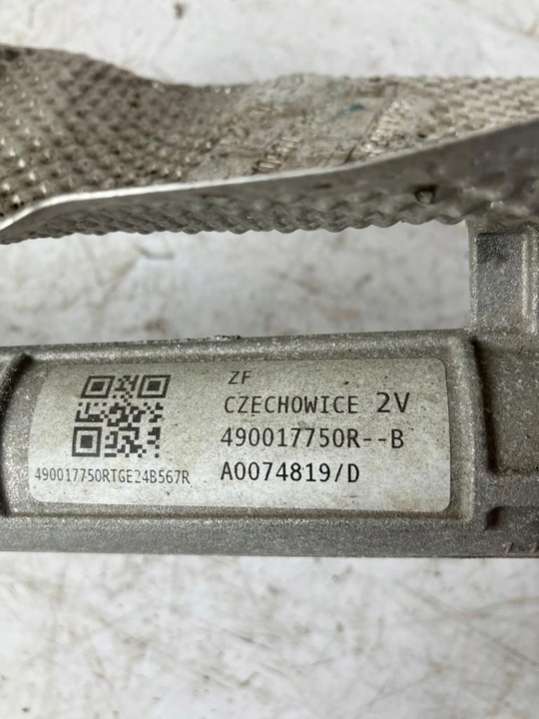 ZF
CZECHOWICE 2V
490017750R--B
A0074819/D
490017750RTGE24B567R